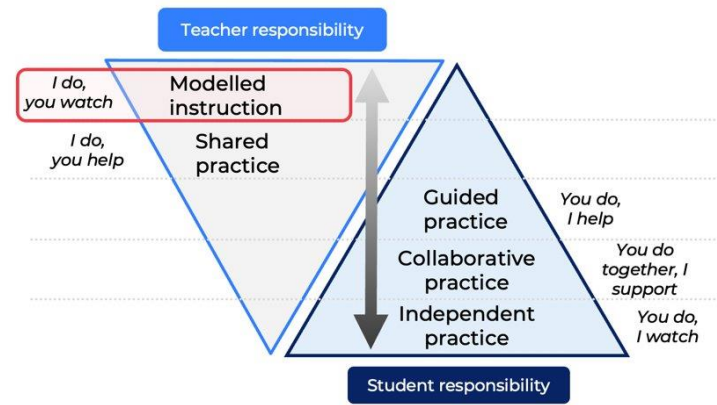 Teacher responsibility
I do,
you watch
Modelled
instruction
I do,
you help
Shared
practice
Guided
practice
You do,
I help
Collaborative
practice
You do
together, I
support
Independent
practice
You do,
I watch
Student responsibility